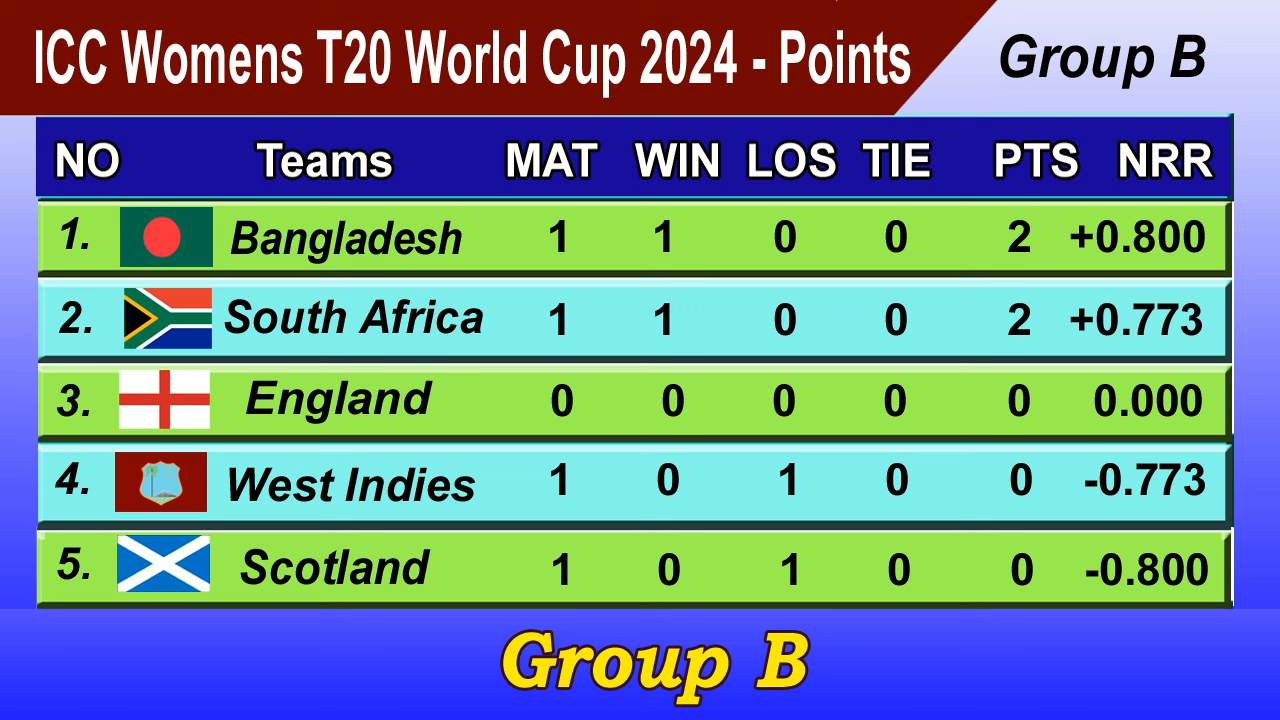 ICC Womens T20 World Cup 2024 - Points Group B
NO Teams MAT WIN LOS TIE PTS NRR
1. Bangladesh 1 1 0 0 2 +0.800
2. South Africa 1 1 0 0 2 +0.773
3. England 0 0 0 0 0 0.000
4. West Indies 1 0 1 0 0 -0.773
5. Scotland 1 0 1 0 0 -0.800
Group B